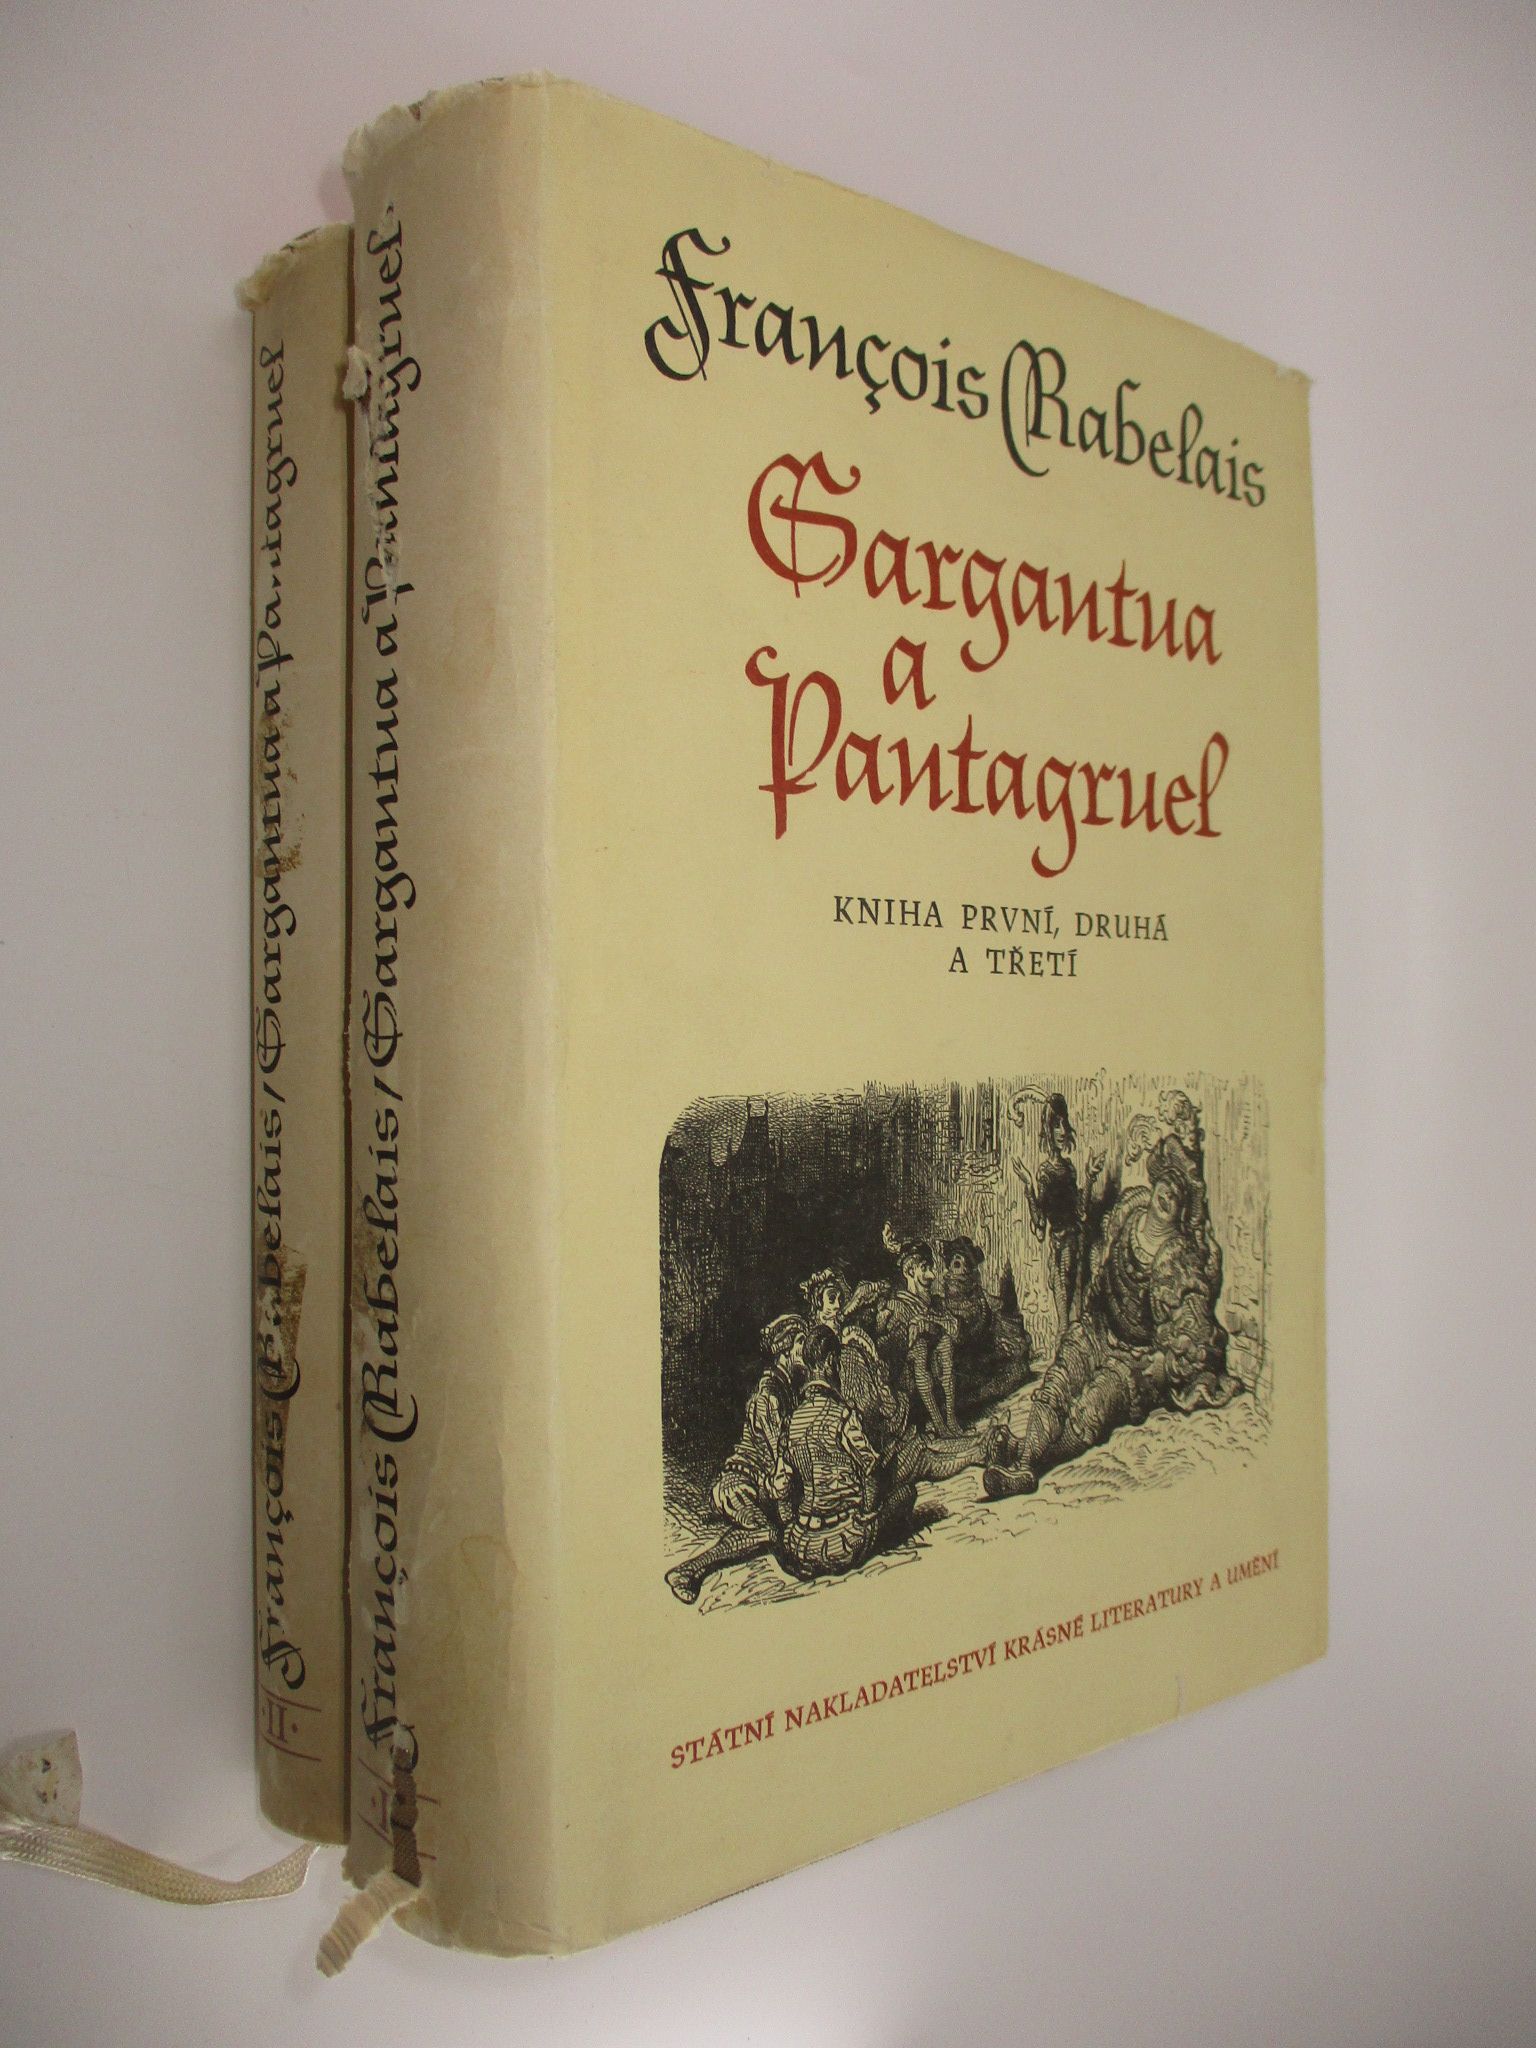 François Rabelais
Gargantua
a
Pantagruel
KNIHA PRVNÍ, DRUHÁ
A TŘETÍ
STÁTNÍ NAKLADATELSTVÍ KRÁSNÉ LITERATURY A UMĚNÍ
François Rabelais / Gargantua a Pantagruel
II
François Rabelais / Gargantua a Pantagruel